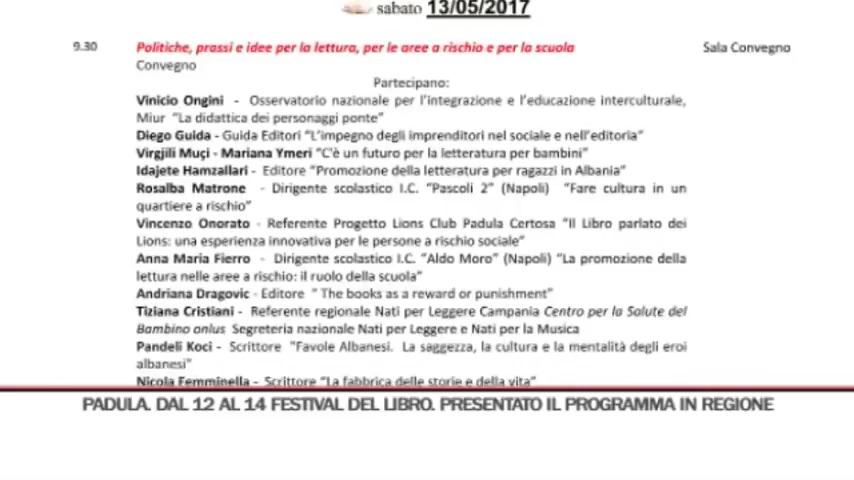 sabato 13/05/2017
9.30 Politiche, prassi e idee per la lettura, per le aree a rischio e per la scuola Sala Convegno
Convegno
Partecipano:
Vinicio Ongini - Osservatorio nazionale per l'integrazione e l'educazione interculturale,
Miur "La didattica dei personaggi ponte"
Diego Guida - Guida Editori "L'impegno degli imprenditori nel sociale e nell'editoria"
Virgjili Muçi - Mariana Ymeri "C'è un futuro per la letteratura per bambini"
Idajete Hamzallari - Editore "Promozione della letteratura per ragazzi in Albania"
Rosalba Matrone - Dirigente scolastico I.C. "Pascoli 2" (Napoli) "Fare cultura in un
quartiere a rischio"
Vincenzo Onorato - Referente Progetto Lions Club Padula Certosa "Il Libro parlato dei
Lions: una esperienza innovativa per le persone a rischio sociale"
Anna Maria Fierro - Dirigente scolastico I.C. "Aldo Moro" (Napoli) "La promozione della
lettura nelle aree a rischio: il ruolo della scuola"
Andriana Dragovic - Editore " The books as a reward or punishment"
Tiziana Cristiani - Referente regionale Nati per Leggere Campania Centro per la Salute del
Bambino onlus Segreteria nazionale Nati per Leggere e Nati per la Musica
Pandeli Koci - Scrittore "Favole Albanesi. La saggezza, la cultura e la mentalità degli eroi
albanesi"
Nicola Femminella - Scrittore "La fabbrica delle storie e della vita"
PADULA. DAL 12 AL 14 FESTIVAL DEL LIBRO. PRESENTATO IL PROGRAMMA IN REGIONE